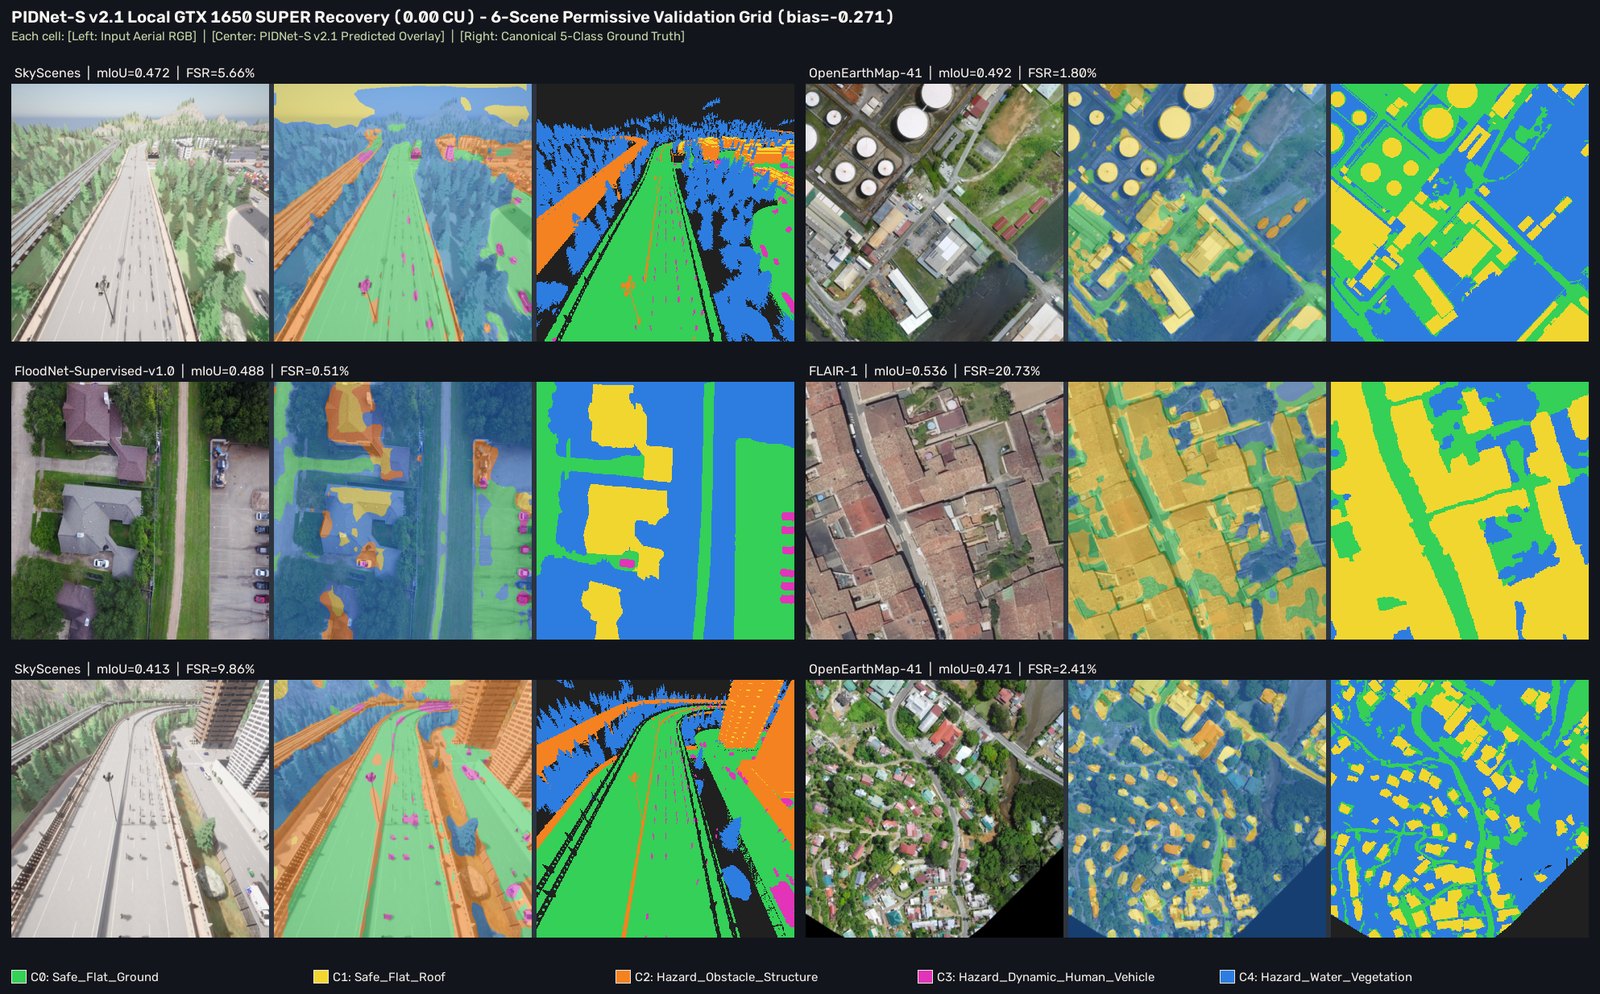 PIDNet-S v2.1 Local GTX 1650 SUPER Recovery (0.00 CU) - 6-Scene Permissive Validation Grid (bias=-0.271)
Each cell: [Left: Input Aerial RGB] | [Center: PIDNet-S v2.1 Predicted Overlay] | [Right: Canonical 5-Class Ground Truth]
SkyScenes | mIoU=0.472 | FSR=5.66%
OpenEarthMap-41 | mIoU=0.492 | FSR=1.80%
FloodNet-Supervised-v1.0 | mIoU=0.488 | FSR=0.51%
FLAIR-1 | mIoU=0.536 | FSR=20.73%
SkyScenes | mIoU=0.413 | FSR=9.86%
OpenEarthMap-41 | mIoU=0.471 | FSR=2.41%
C0: Safe_Flat_Ground
C1: Safe_Flat_Roof
C2: Hazard_Obstacle_Structure
C3: Hazard_Dynamic_Human_Vehicle
C4: Hazard_Water_Vegetation